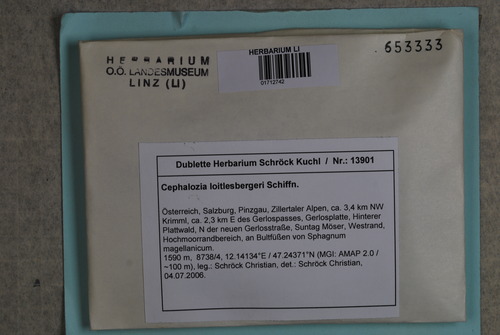 HERBARIUM
O.Ö. LANDESMUSEUM
LINZ (LI)
HERBARIUM LI
01712742
653333
Dublette Herbarium Schröck Kuchl / Nr.: 13901
Cephalozia loitlesbergeri Schiffn.
Österreich, Salzburg, Pinzgau, Zillertaler Alpen, ca. 3,4 km NW
Krimml, ca. 2,3 km E des Gerlospasses, Gerlosplatte, Hinterer
Plattwald, N der neuen Gerlosstraße, Suntag Möser, Westrand,
Hochmoorrandbereich, an Bultfüßen von Sphagnum
magellanicum.
1590 m, 8738/4, 12.14134°E / 47.24371°N (MGI: AMAP 2.0 /
~100 m), leg.: Schröck Christian, det.: Schröck Christian,
04.07.2006.